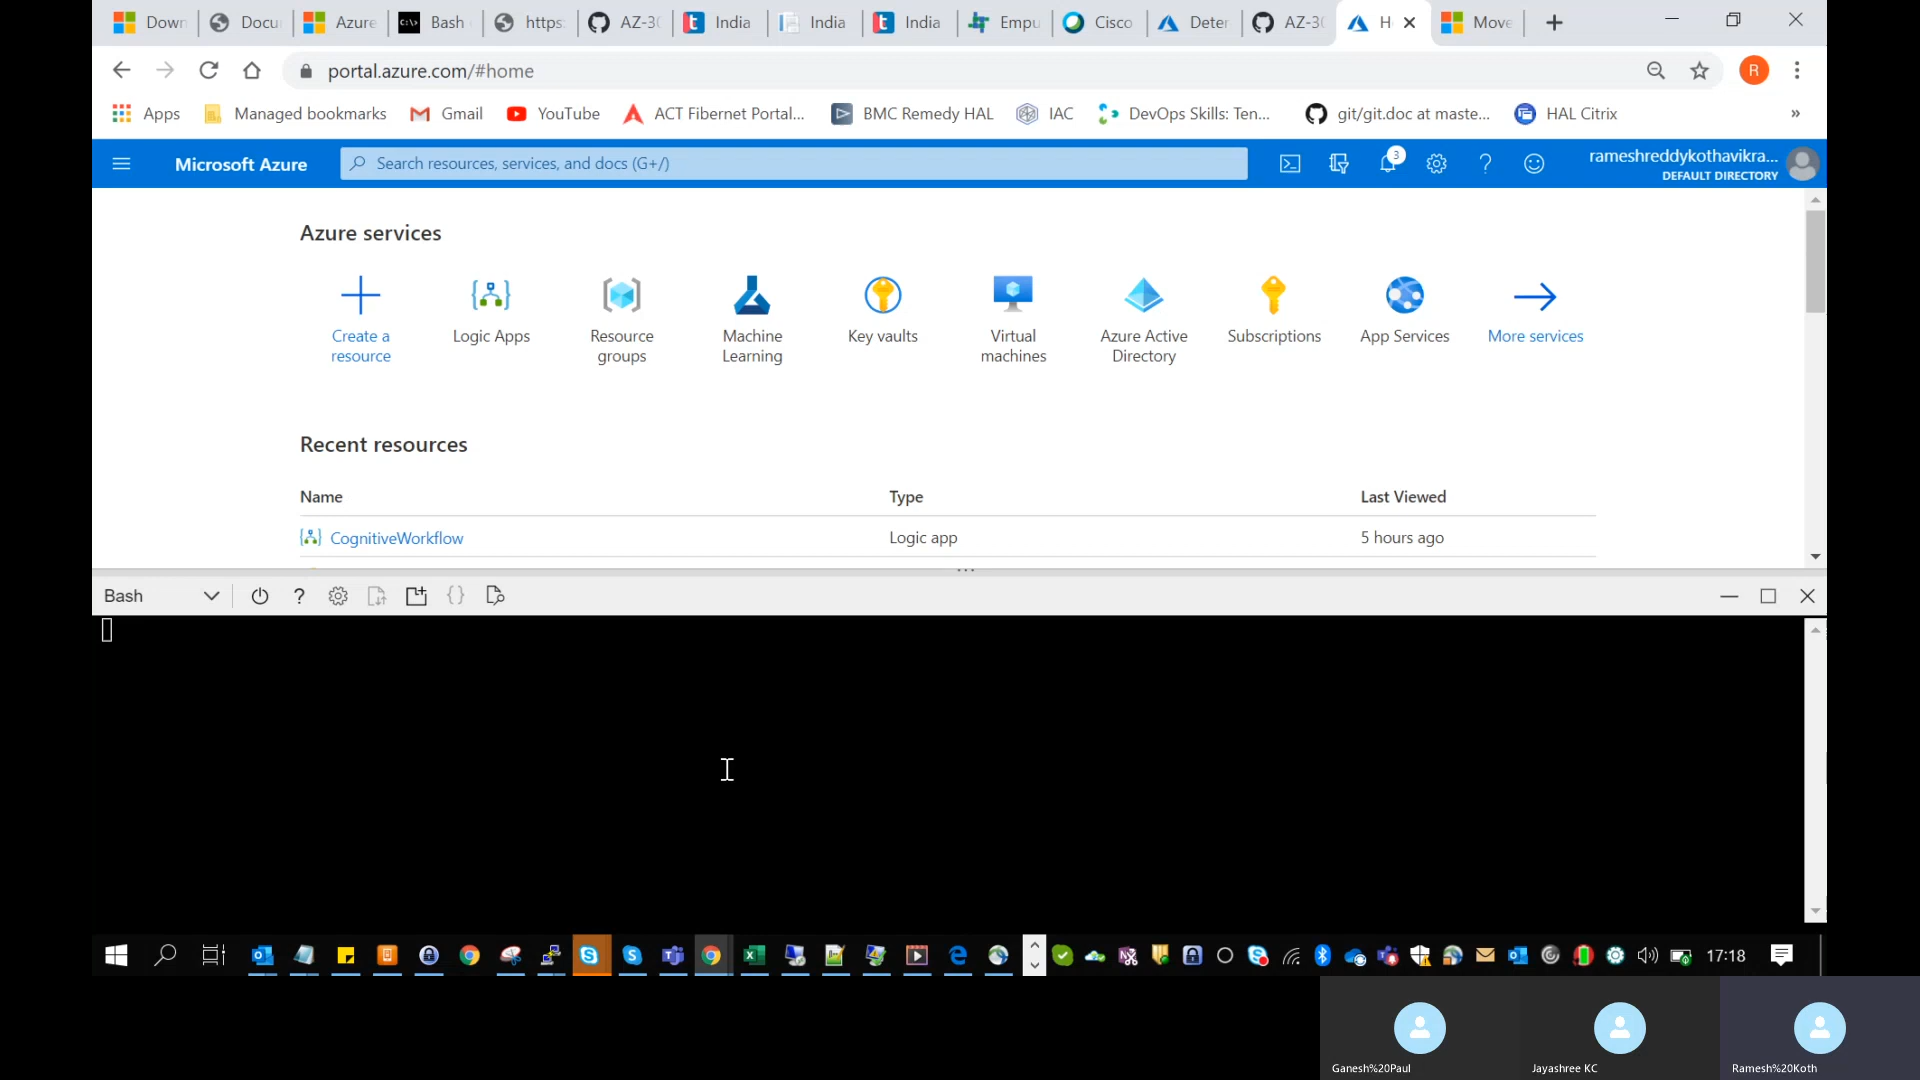 Down
Docu
Azure
Bash
https
AZ-30
India
India
India
Empu
Cisco
Deter
AZ-30
H
Move
portal.azure.com/#home
R
Apps
Managed bookmarks
Gmail
YouTube
ACT Fibernet Portal...
BMC Remedy HAL
IAC
DevOps Skills: Ten...
git/git.doc at maste...
HAL Citrix
»
Microsoft Azure
Search resources, services, and docs (G+/)
3
rameshreddykothavikra...
DEFAULT DIRECTORY
Azure services
Create a
resource
Logic Apps
Resource
groups
Machine
Learning
Key vaults
Virtual
machines
Azure Active
Directory
Subscriptions
App Services
More services
Recent resources
Name Type Last Viewed
CognitiveWorkflow Logic app 5 hours ago
Bash
17:18
Ganesh%20Paul
Jayashree KC
Ramesh%20Koth